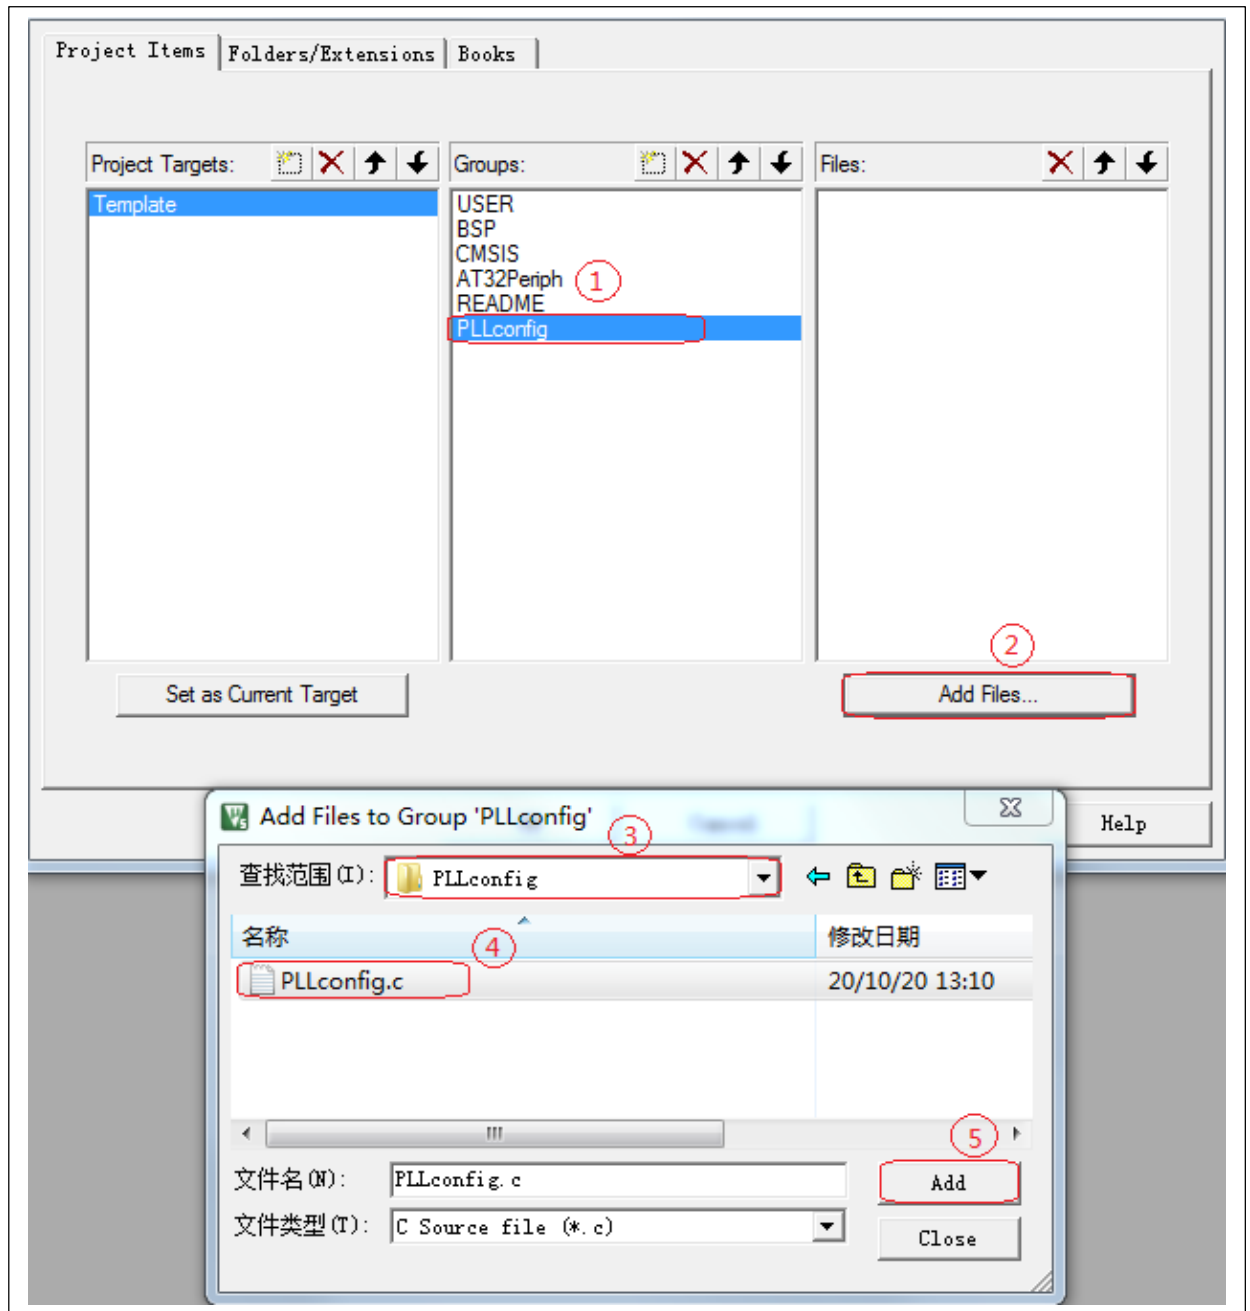 Project Items Folders/Extensions Books
Project Targets: Groups: Files:
Template
USER
BSP
CMSIS
AT32Periph
1
README
PLLconfig
2
Set as Current Target
Add Files...
Add Files to Group 'PLLconfig'
3
Help
查找范围(I): PLLconfig
名称 修改日期
4
PLLconfig.c 20/10/20 13:10
5
文件名(N): PLLconfig.c Add
文件类型(T): C Source file (*.c) Close